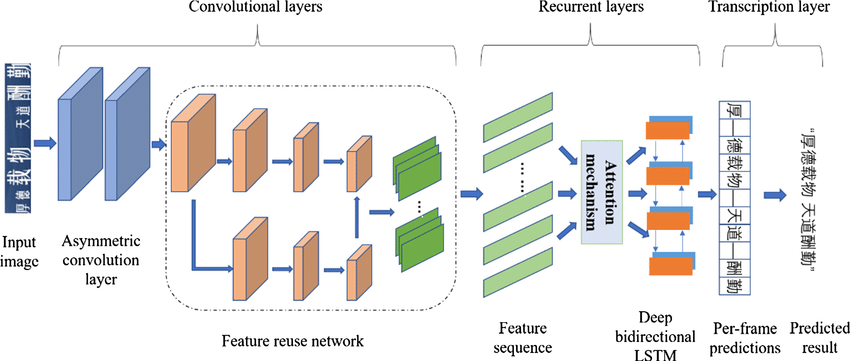 Convolutional layers
Recurrent layers
Transcription layer
厚德载物 天道酬勤
Attention mechanism
厚—德载物—天道—酬勤
“厚德载物 天道酬勤”
Input image
Asymmetric convolution layer
Feature reuse network
Feature sequence
Deep bidirectional LSTM
Per-frame predictions
Predicted result